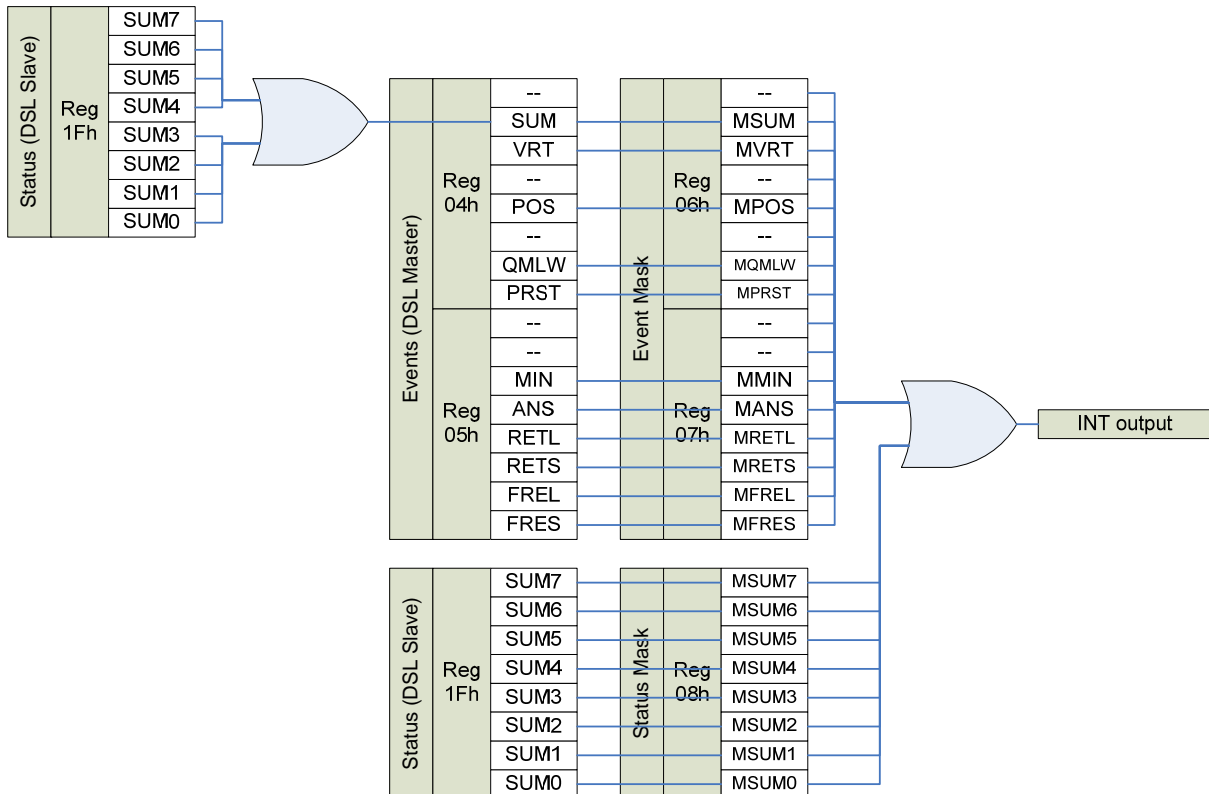 Status (DSL Slave)
Reg
1Fh
SUM7
SUM6
SUM5
SUM4
SUM3
SUM2
SUM1
SUM0
Events (DSL Master)
Reg
04h
--
SUM
VRT
--
POS
--
QMLW
PRST
Reg
05h
--
--
MIN
ANS
RETL
RETS
FREL
FRES
Event Mask
Reg
06h
--
MSUM
MVRT
--
MPOS
--
MQMLW
MPRST
Reg
07h
--
--
MMIN
MANS
MRETL
MRETS
MFREL
MFRES
INT output
Status (DSL Slave)
Reg
1Fh
SUM7
SUM6
SUM5
SUM4
SUM3
SUM2
SUM1
SUM0
Status Mask
Reg
08h
MSUM7
MSUM6
MSUM5
MSUM4
MSUM3
MSUM2
MSUM1
MSUM0